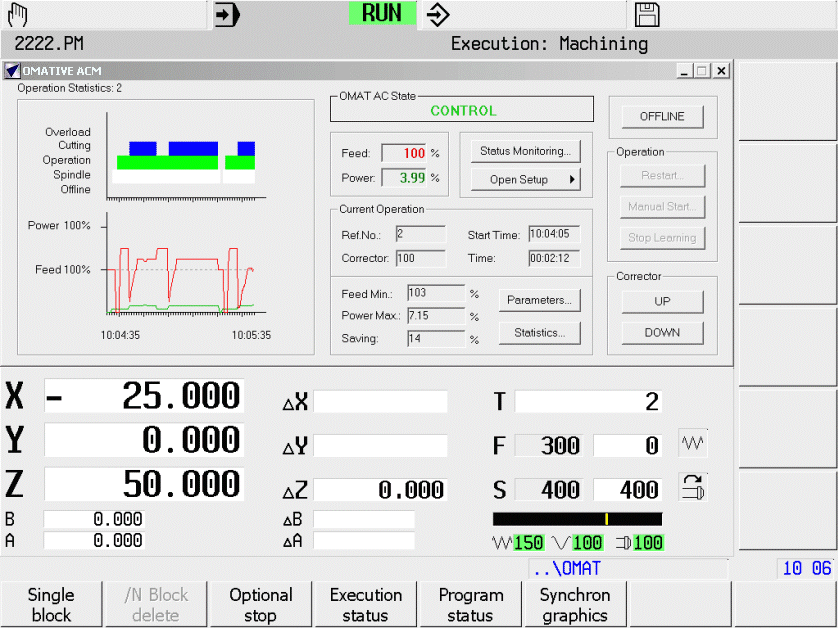 RUN
2222.PM Execution: Machining
OMATIVE ACM
Operation Statistics: 2
Overload
Cutting
Operation
Spindle
Offline
Power 100%
Feed 100%
10:04:35 10:05:35
OMAT AC State
CONTROL
Feed: 100 %
Power: 3.99 %
Status Monitoring...
Open Setup
Current Operation
Ref.No.: 2 Start Time: 10:04:05
Corrector: 100 Time: 00:02:12
Feed Min.: 103 %
Power Max.: 7.15 %
Saving: 14 %
Parameters...
Statistics...
OFFLINE
Operation
Restart...
Manual Start...
Stop Learning
Corrector
UP
DOWN
X - 25.000 ΔX T 2
Y 0.000 ΔY F 300 0
Z 50.000 ΔZ 0.000 S 400 400
B 0.000 ΔB
A 0.000 ΔA 150 100 100
..\OMAT 10 06
Single block
/N Block delete
Optional stop
Execution status
Program status
Synchron graphics